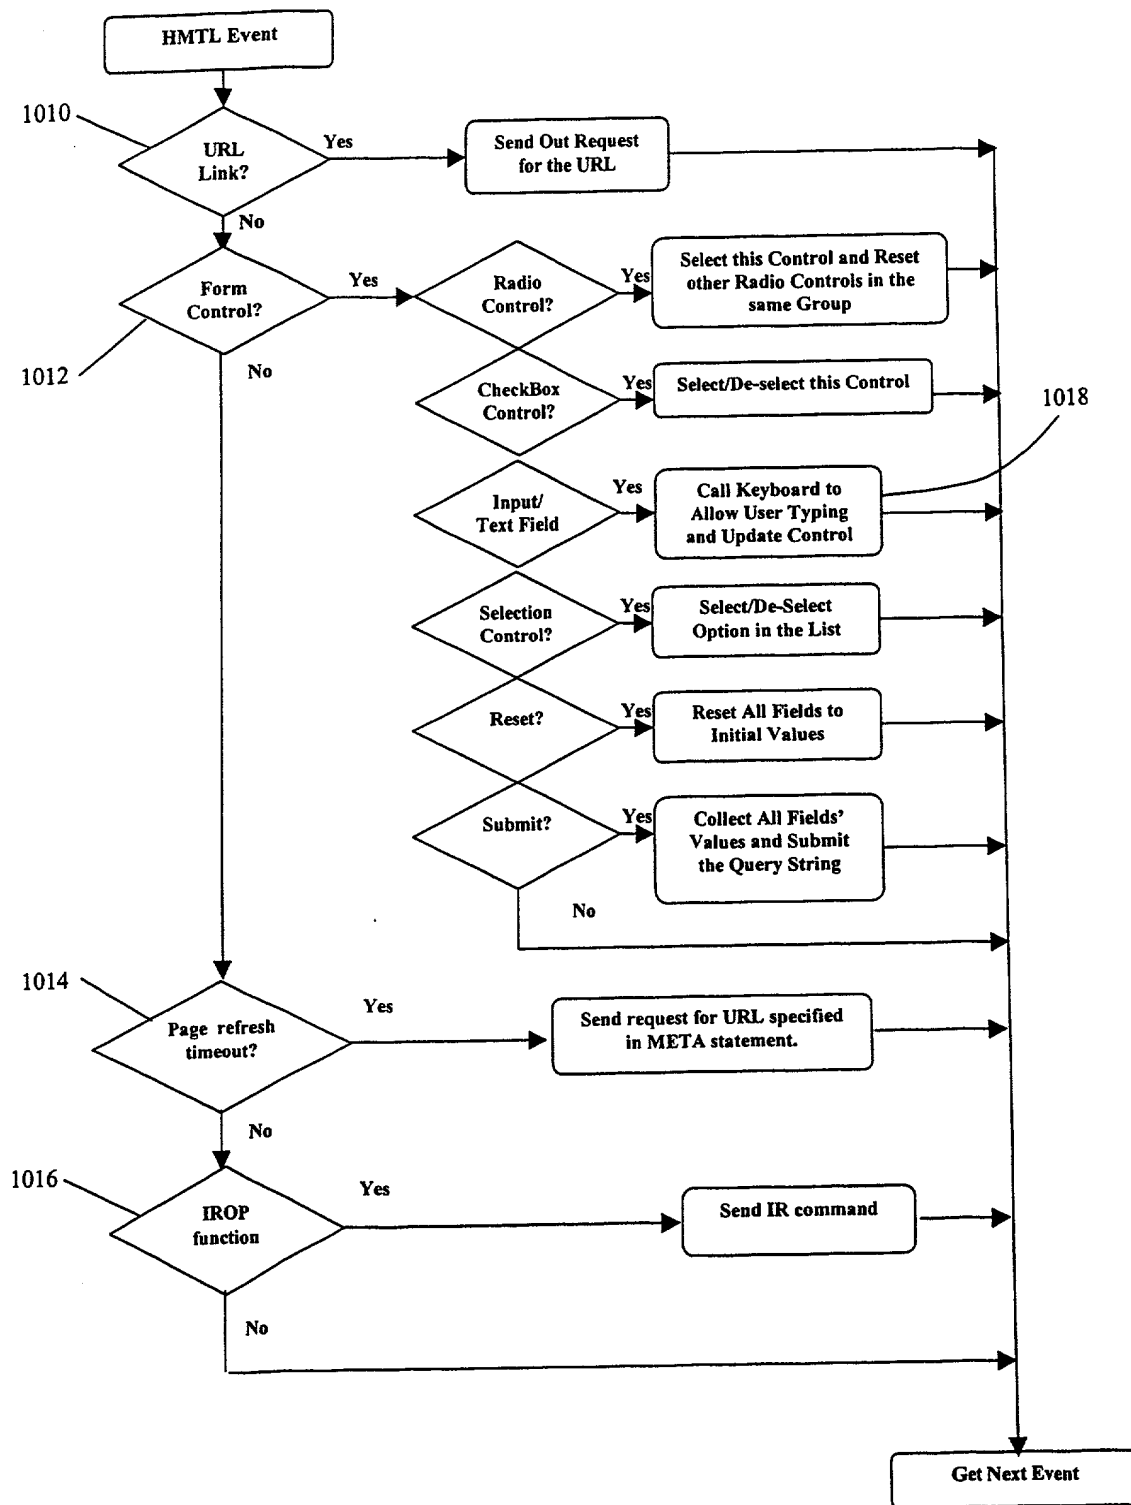 HMTL Event
1010
URL
Link?
Yes
Send Out Request
for the URL
No
Form
Control?
Yes
1012
No
Radio
Control?
Yes
Select this Control and Reset
other Radio Controls in the
same Group
CheckBox
Control?
Yes
Select/De-select this Control
1018
Input/
Text Field
Yes
Call Keyboard to
Allow User Typing
and Update Control
Selection
Control?
Yes
Select/De-Select
Option in the List
Reset?
Yes
Reset All Fields to
Initial Values
Submit?
Yes
Collect All Fields'
Values and Submit
the Query String
No
1014
Page refresh
timeout?
Yes
Send request for URL specified
in META statement.
No
1016
IROP
function
Yes
Send IR command
No
Get Next Event